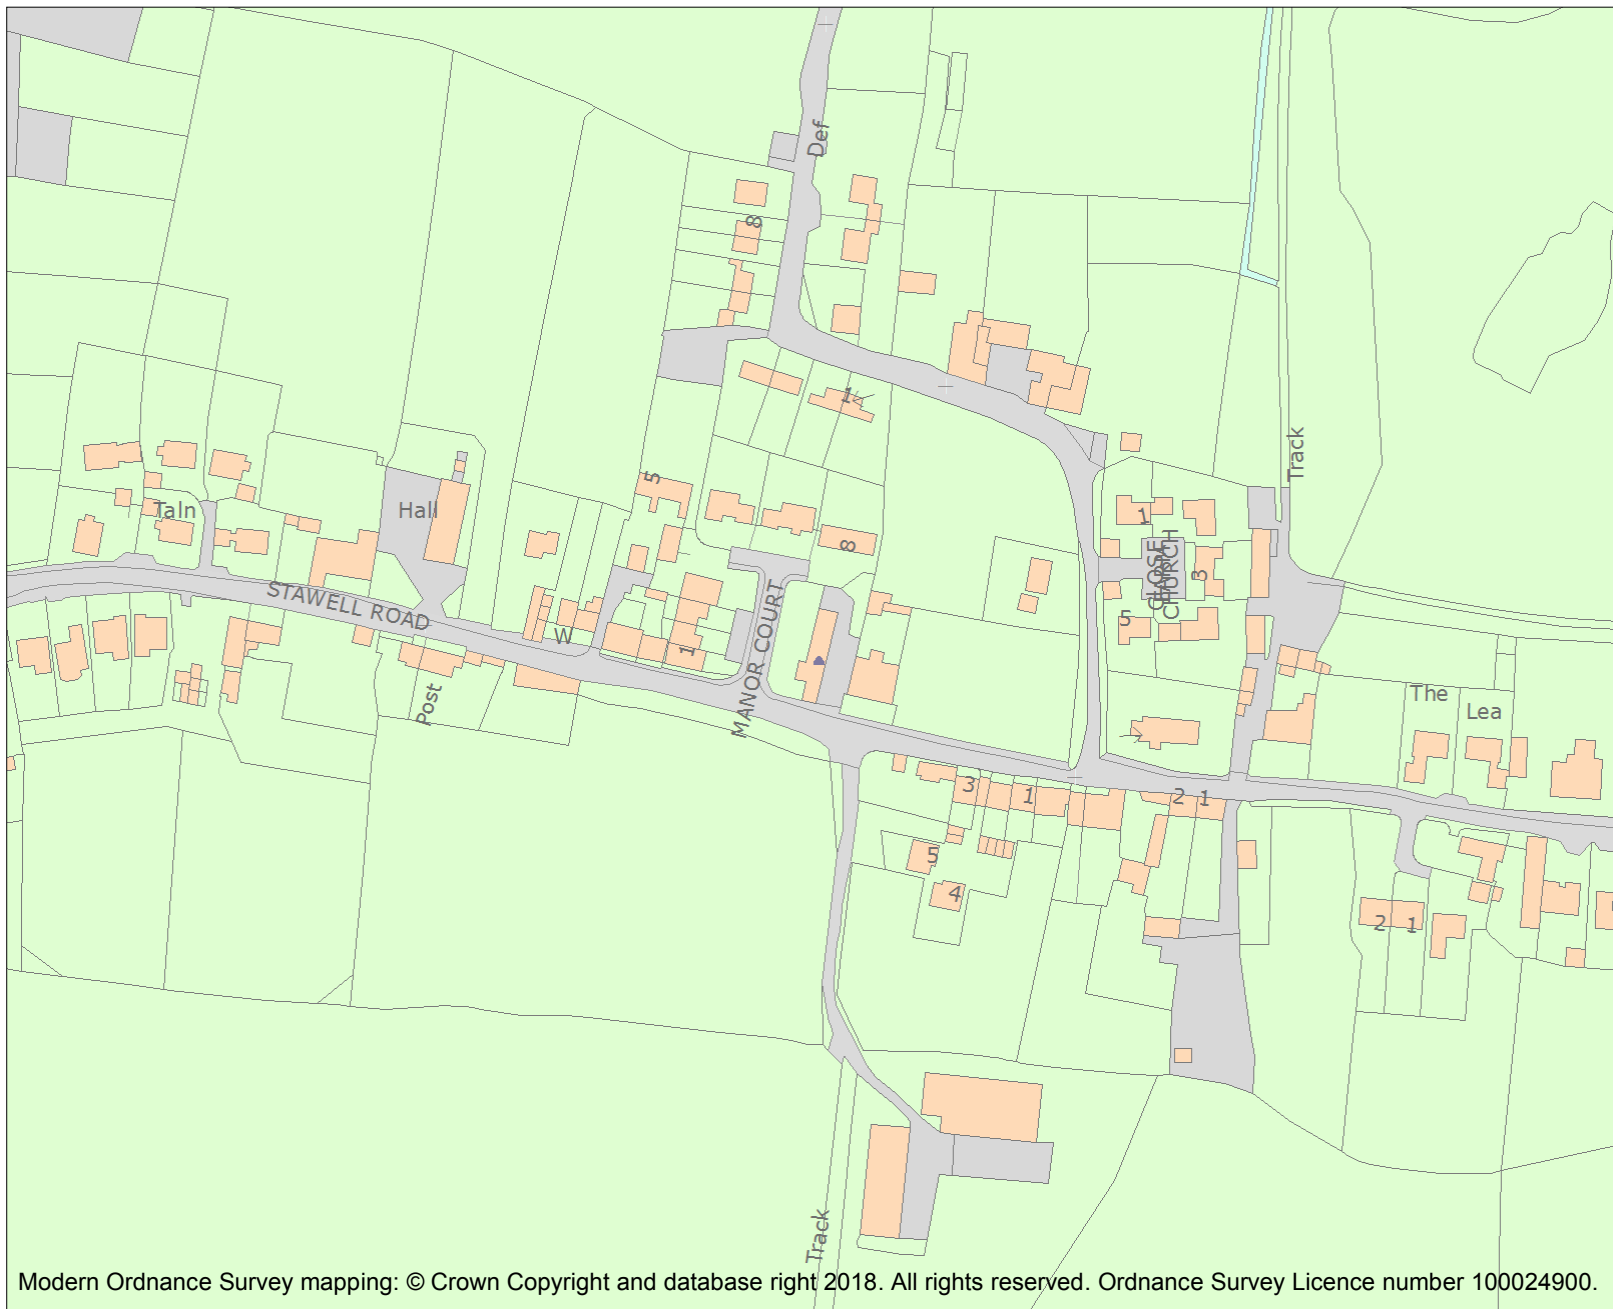 Def
8
1
Track
5
Taln
Hall
1
CLOSE
CHURCH
8
3
STAWELL ROAD
5
W
1
MANOR COURT
Post
The
Lea
3
1
2
1
5
4
2
1
Track
Modern Ordnance Survey mapping: © Crown Copyright and database right 2018. All rights reserved. Ordnance Survey Licence number 100024900.